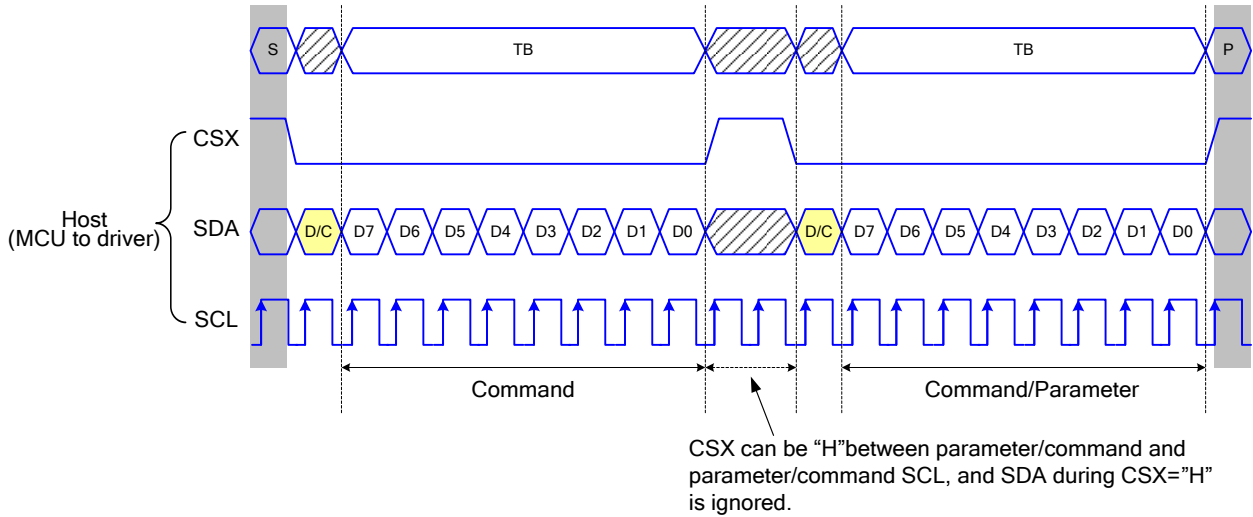 S TB TB P
CSX
Host
(MCU to driver)
SDA D/C D7 D6 D5 D4 D3 D2 D1 D0 D/C D7 D6 D5 D4 D3 D2 D1 D0
SCL
Command Command/Parameter
CSX can be “H”between parameter/command and
parameter/command SCL, and SDA during CSX=”H”
is ignored.